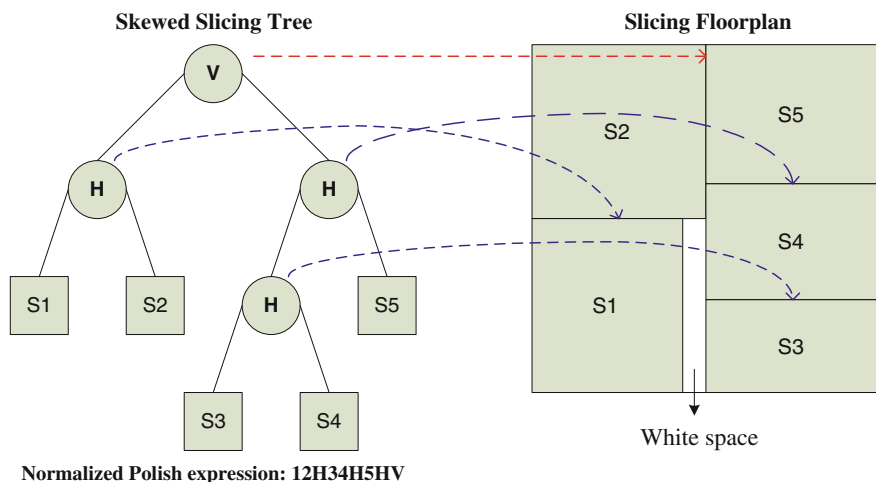 Skewed Slicing Tree
Slicing Floorplan
V
H
H
S1
S2
H
S5
S3
S4
Normalized Polish expression: 12H34H5HV
S2
S5
S4
S1
S3
White space